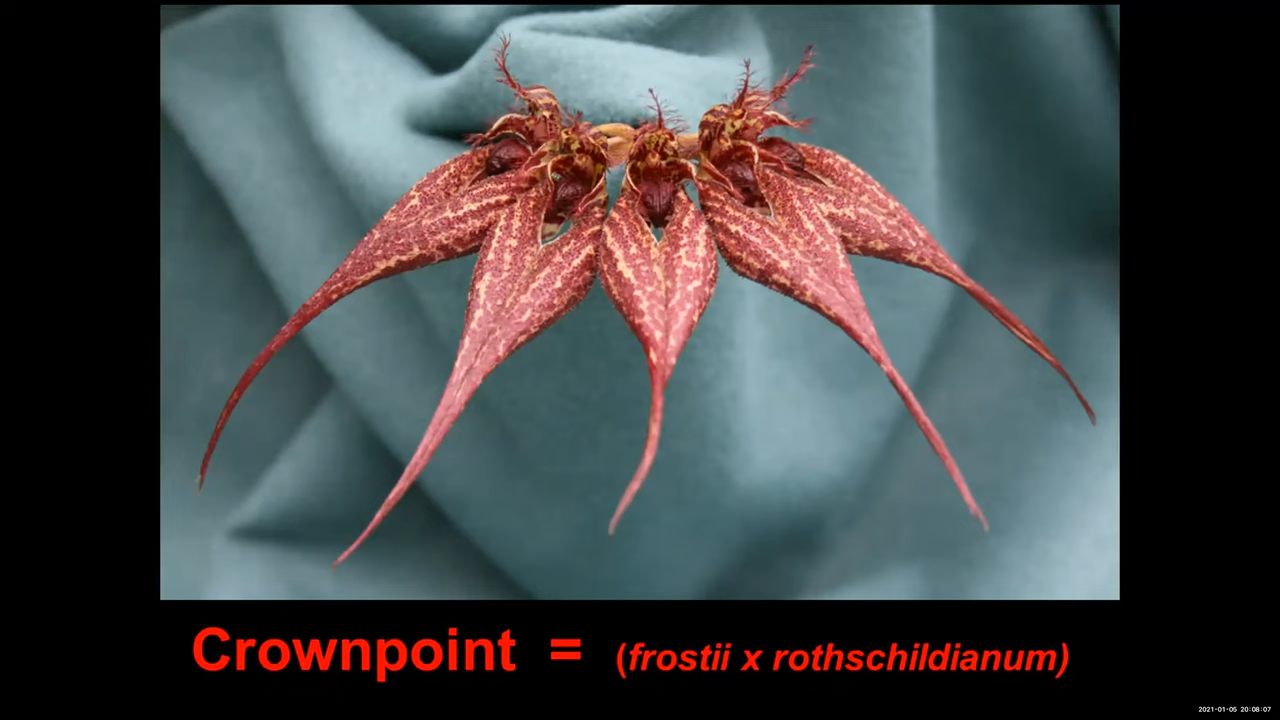 Crownpoint = (frostii x rothschildianum)
2021-01-05 20:08:07